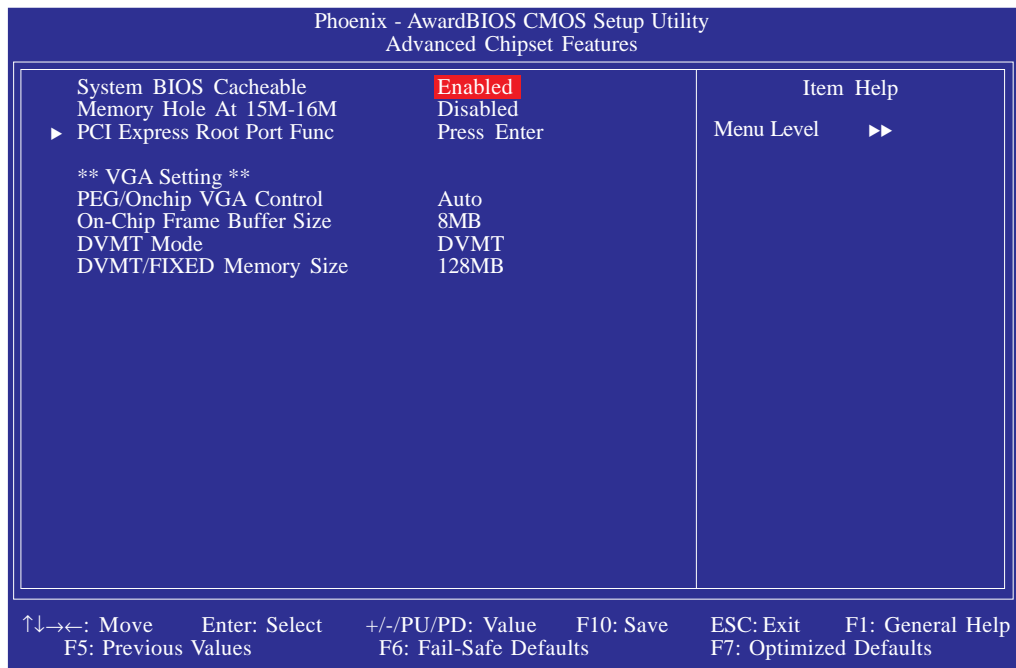 Phoenix - AwardBIOS CMOS Setup Utility
Advanced Chipset Features
System BIOS Cacheable Enabled
Memory Hole At 15M-16M Disabled
▶ PCI Express Root Port Func Press Enter
** VGA Setting **
PEG/Onchip VGA Control Auto
On-Chip Frame Buffer Size 8MB
DVMT Mode DVMT
DVMT/FIXED Memory Size 128MB
Item Help
Menu Level ▶▶
↑↓→←: Move Enter: Select +/-/PU/PD: Value F10: Save ESC: Exit F1: General Help
F5: Previous Values F6: Fail-Safe Defaults F7: Optimized Defaults